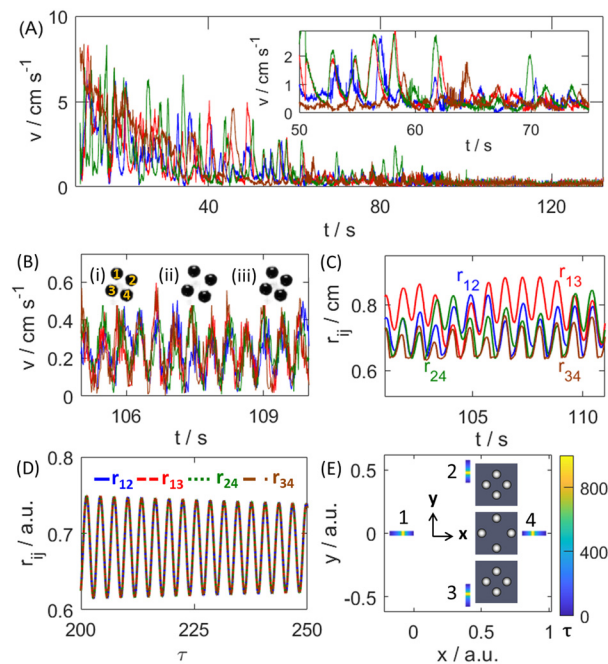 (A)
10
5
0
v / cm s⁻¹
40
80
120
t / s
2
1
0
v / cm s⁻¹
50
60
70
t / s
(B)
(i)
(ii)
(iii)
1
2
3
4
0.6
0.4
0.2
0
v / cm s⁻¹
106
109
t / s
(C)
r₁₂
r₁₃
r₂₄
r₃₄
0.8
0.6
rᵢⱼ / cm
105
110
t / s
(D)
r₁₂ r₁₃ r₂₄ r₃₄
0.8
0.7
0.6
rᵢⱼ / a.u.
200
225
250
τ
(E)
0.5
0
-0.5
y / a.u.
1
2
3
4
y
x
0
0.5
1
x / a.u.
800
400
0
τ